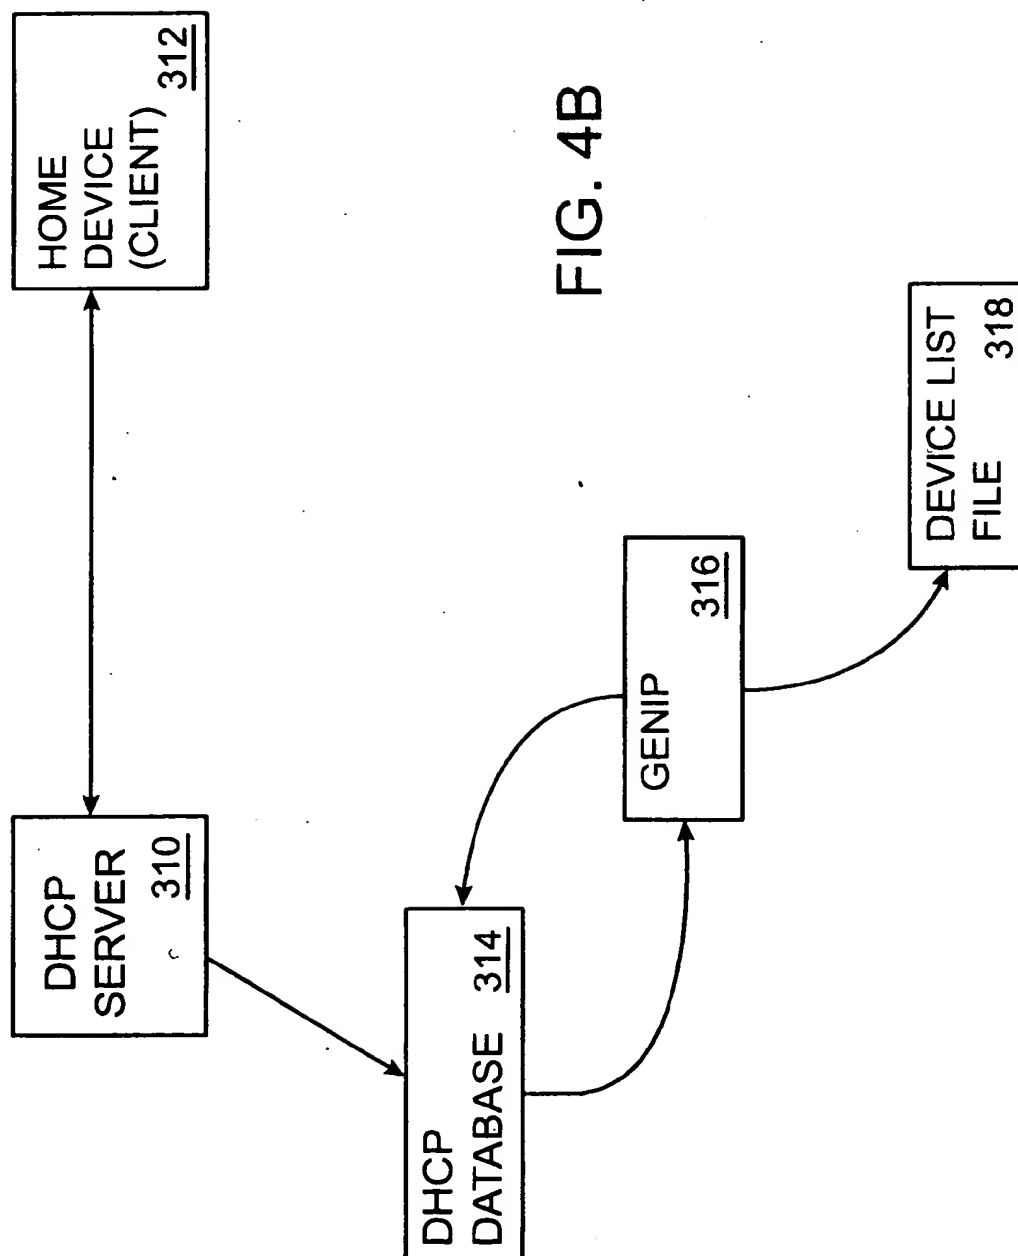 DHCP
SERVER
310
HOME
DEVICE
(CLIENT)
312
DHCP
DATABASE 314
GENIP
316
DEVICE LIST
FILE 318
FIG. 4B